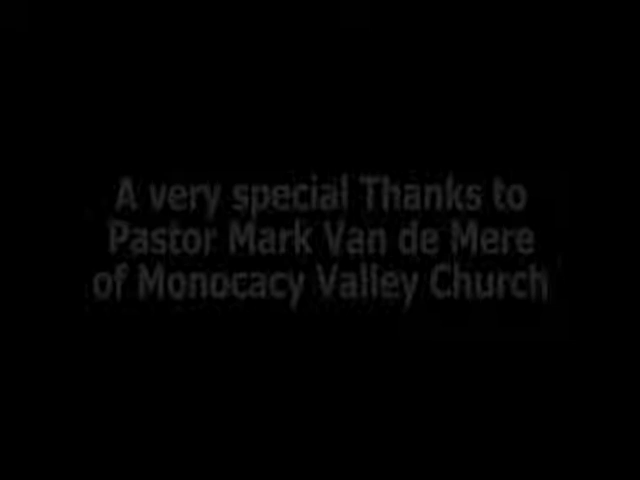 A very special Thanks to
Pastor Mark Van de Mere
of Monocacy Valley Church